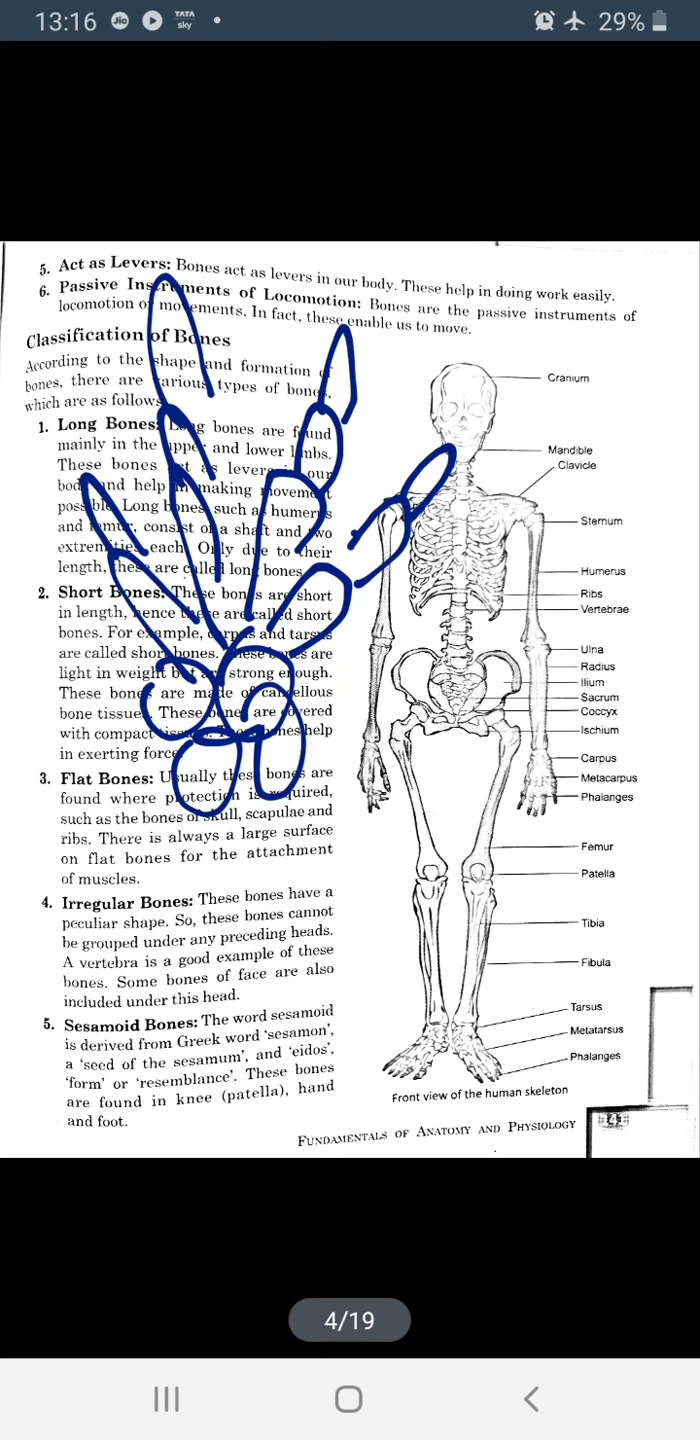 13:16 Jio TATA sky 29%
5. Act as Levers: Bones act as levers in our body. These help in doing work easily.
6. Passive Instruments of Locomotion: Bones are the passive instruments of
locomotion or movements. In fact, these enable us to move.
Classification of Bones
According to the shape and formation of
bones, there are various types of bones,
which are as follows
1. Long Bones: Long bones are found
mainly in the upper and lower limbs.
These bones act as levers in our
body and help in making movement
possible. Long bones such as humerus
and femur, consist of a shaft and two
extremities each. Only due to their
length, these are called long bones.
2. Short Bones: These bones are short
in length, hence these are called short
bones. For example, carpus and tarsus
are called short bones. These bones are
light in weight but are strong enough.
These bones are made of cancellous
bone tissue. These bones are covered
with compact tissue. These bones help
in exerting force.
3. Flat Bones: Usually these bones are
found where protection is required,
such as the bones of skull, scapulae and
ribs. There is always a large surface
on flat bones for the attachment
of muscles.
4. Irregular Bones: These bones have a
peculiar shape. So, these bones cannot
be grouped under any preceding heads.
A vertebra is a good example of these
bones. Some bones of face are also
included under this head.
5. Sesamoid Bones: The word sesamoid
is derived from Greek word 'sesamon',
a 'seed of the sesamum', and 'eidos',
'form' or 'resemblance'. These bones
are found in knee (patella), hand
and foot.
Cranium
Mandible
Clavicle
Sternum
Humerus
Ribs
Vertebrae
Ulna
Radius
Ilium
Sacrum
Coccyx
Ischium
Carpus
Metacarpus
Phalanges
Femur
Patella
Tibia
Fibula
Tarsus
Metatarsus
Phalanges
Front view of the human skeleton
FUNDAMENTALS OF ANATOMY AND PHYSIOLOGY 41
4/19